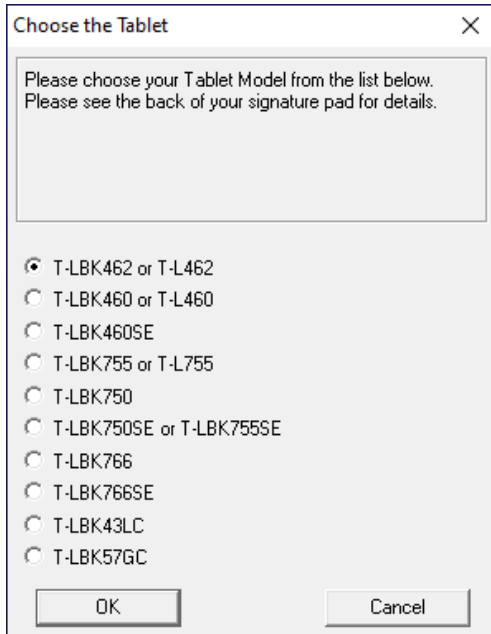 Choose the Tablet
Please choose your Tablet Model from the list below.
Please see the back of your signature pad for details.
T-LBK462 or T-L462
T-LBK460 or T-L460
T-LBK460SE
T-LBK755 or T-L755
T-LBK750
T-LBK750SE or T-LBK755SE
T-LBK766
T-LBK766SE
T-LBK43LC
T-LBK57GC
OK Cancel